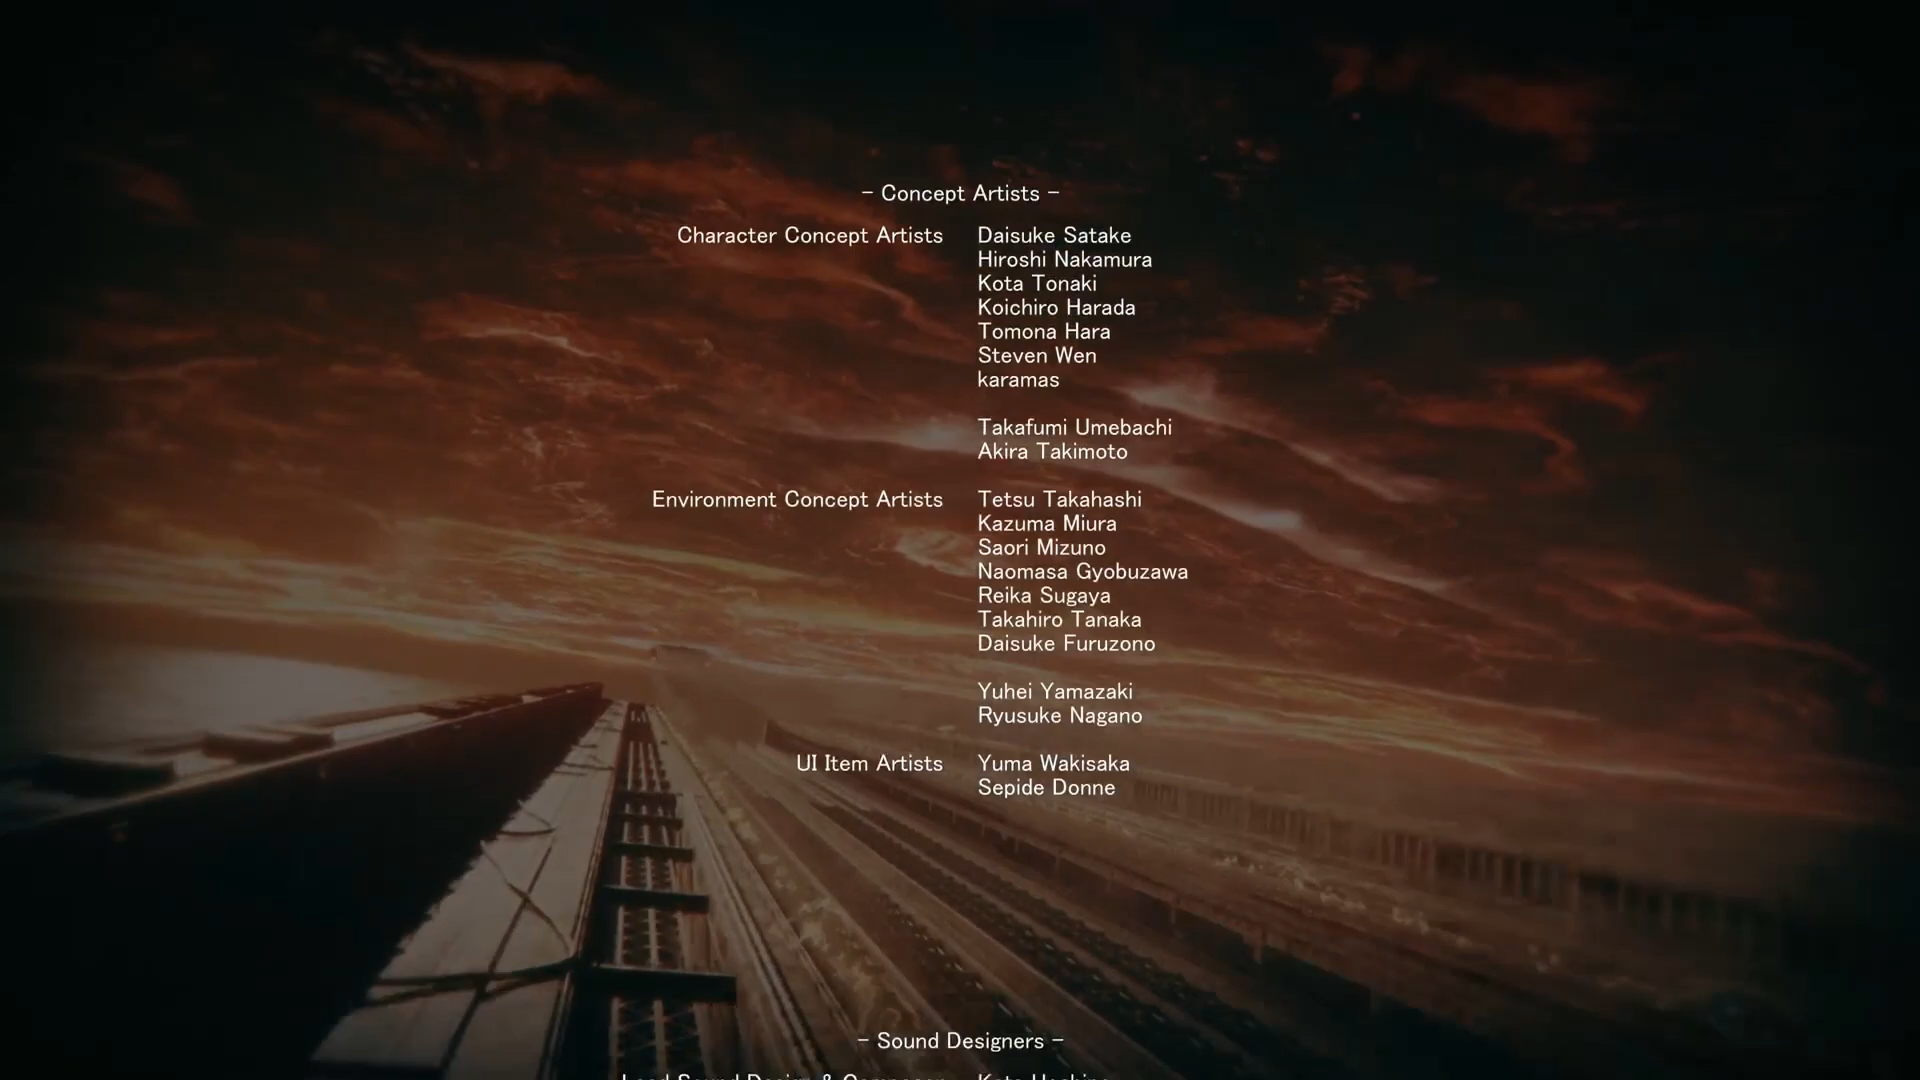 - Concept Artists -
Character Concept Artists Daisuke Satake
Hiroshi Nakamura
Kota Tonaki
Koichiro Harada
Tomona Hara
Steven Wen
karamas
Takafumi Umebachi
Akira Takimoto
Environment Concept Artists Tetsu Takahashi
Kazuma Miura
Saori Mizuno
Naomasa Gyobuzawa
Reika Sugaya
Takahiro Tanaka
Daisuke Furuzono
Yuhei Yamazaki
Ryusuke Nagano
UI Item Artists Yuma Wakisaka
Sepide Donne
- Sound Designers -